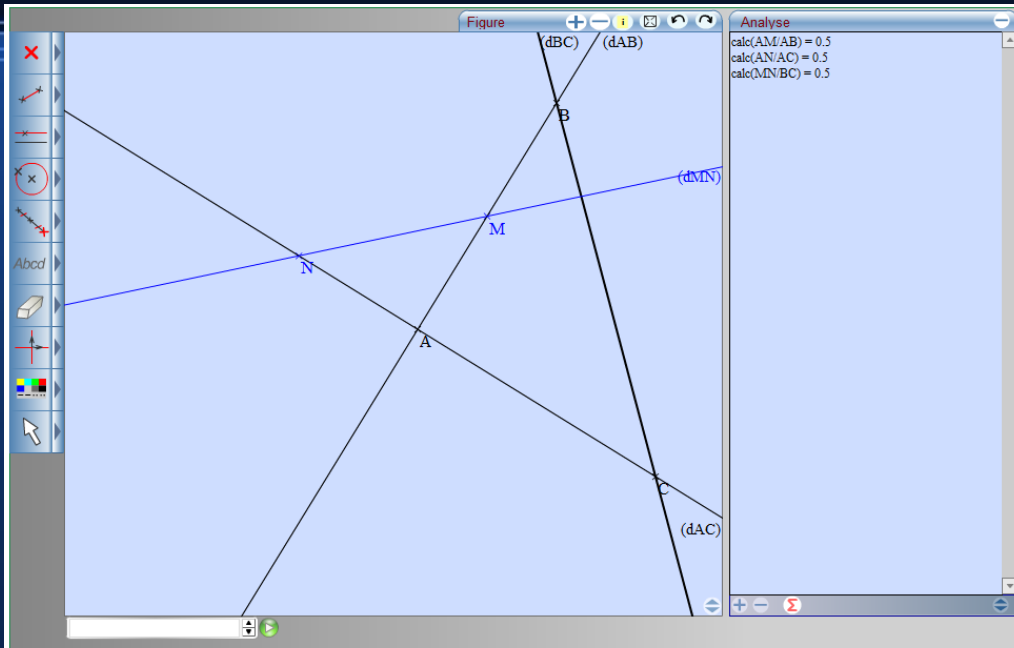 Figure
i
Analyse
calc(AM/AB) = 0.5
calc(AN/AC) = 0.5
calc(MN/BC) = 0.5
(dBC)
(dAB)
B
(dMN)
M
N
A
C
(dAC)
Abcd
Σ